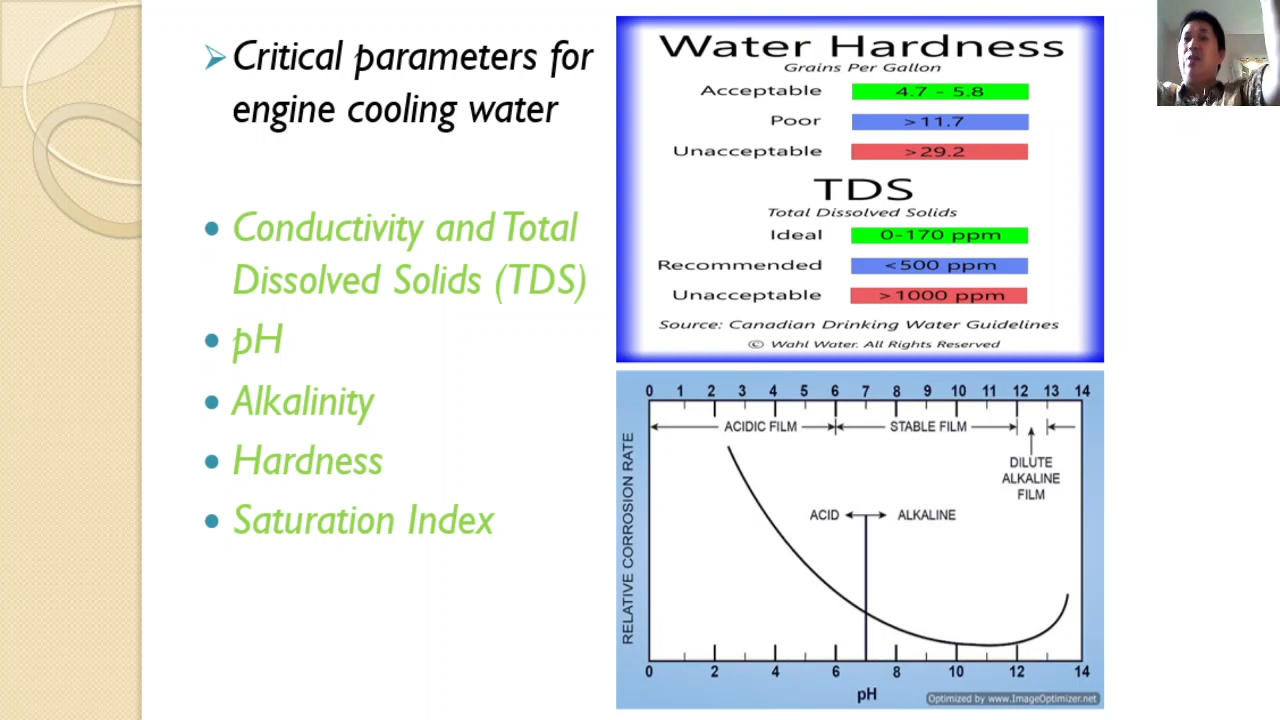 Critical parameters for
engine cooling water
Conductivity and Total
Dissolved Solids (TDS)
pH
Alkalinity
Hardness
Saturation Index
Water Hardness
Grains Per Gallon
Acceptable 4.7 - 5.8
Poor >11.7
Unacceptable >29.2
TDS
Total Dissolved Solids
Ideal 0-170 ppm
Recommended <500 ppm
Unacceptable >1000 ppm
Source: Canadian Drinking Water Guidelines
© Wahl Water. All Rights Reserved
0 1 2 3 4 5 6 7 8 9 10 11 12 13 14
ACIDIC FILM STABLE FILM
DILUTE
ALKALINE
FILM
ACID ALKALINE
RELATIVE CORROSION RATE
0 2 4 6 8 10 12 14
pH
Optimized by www.ImageOptimizer.net